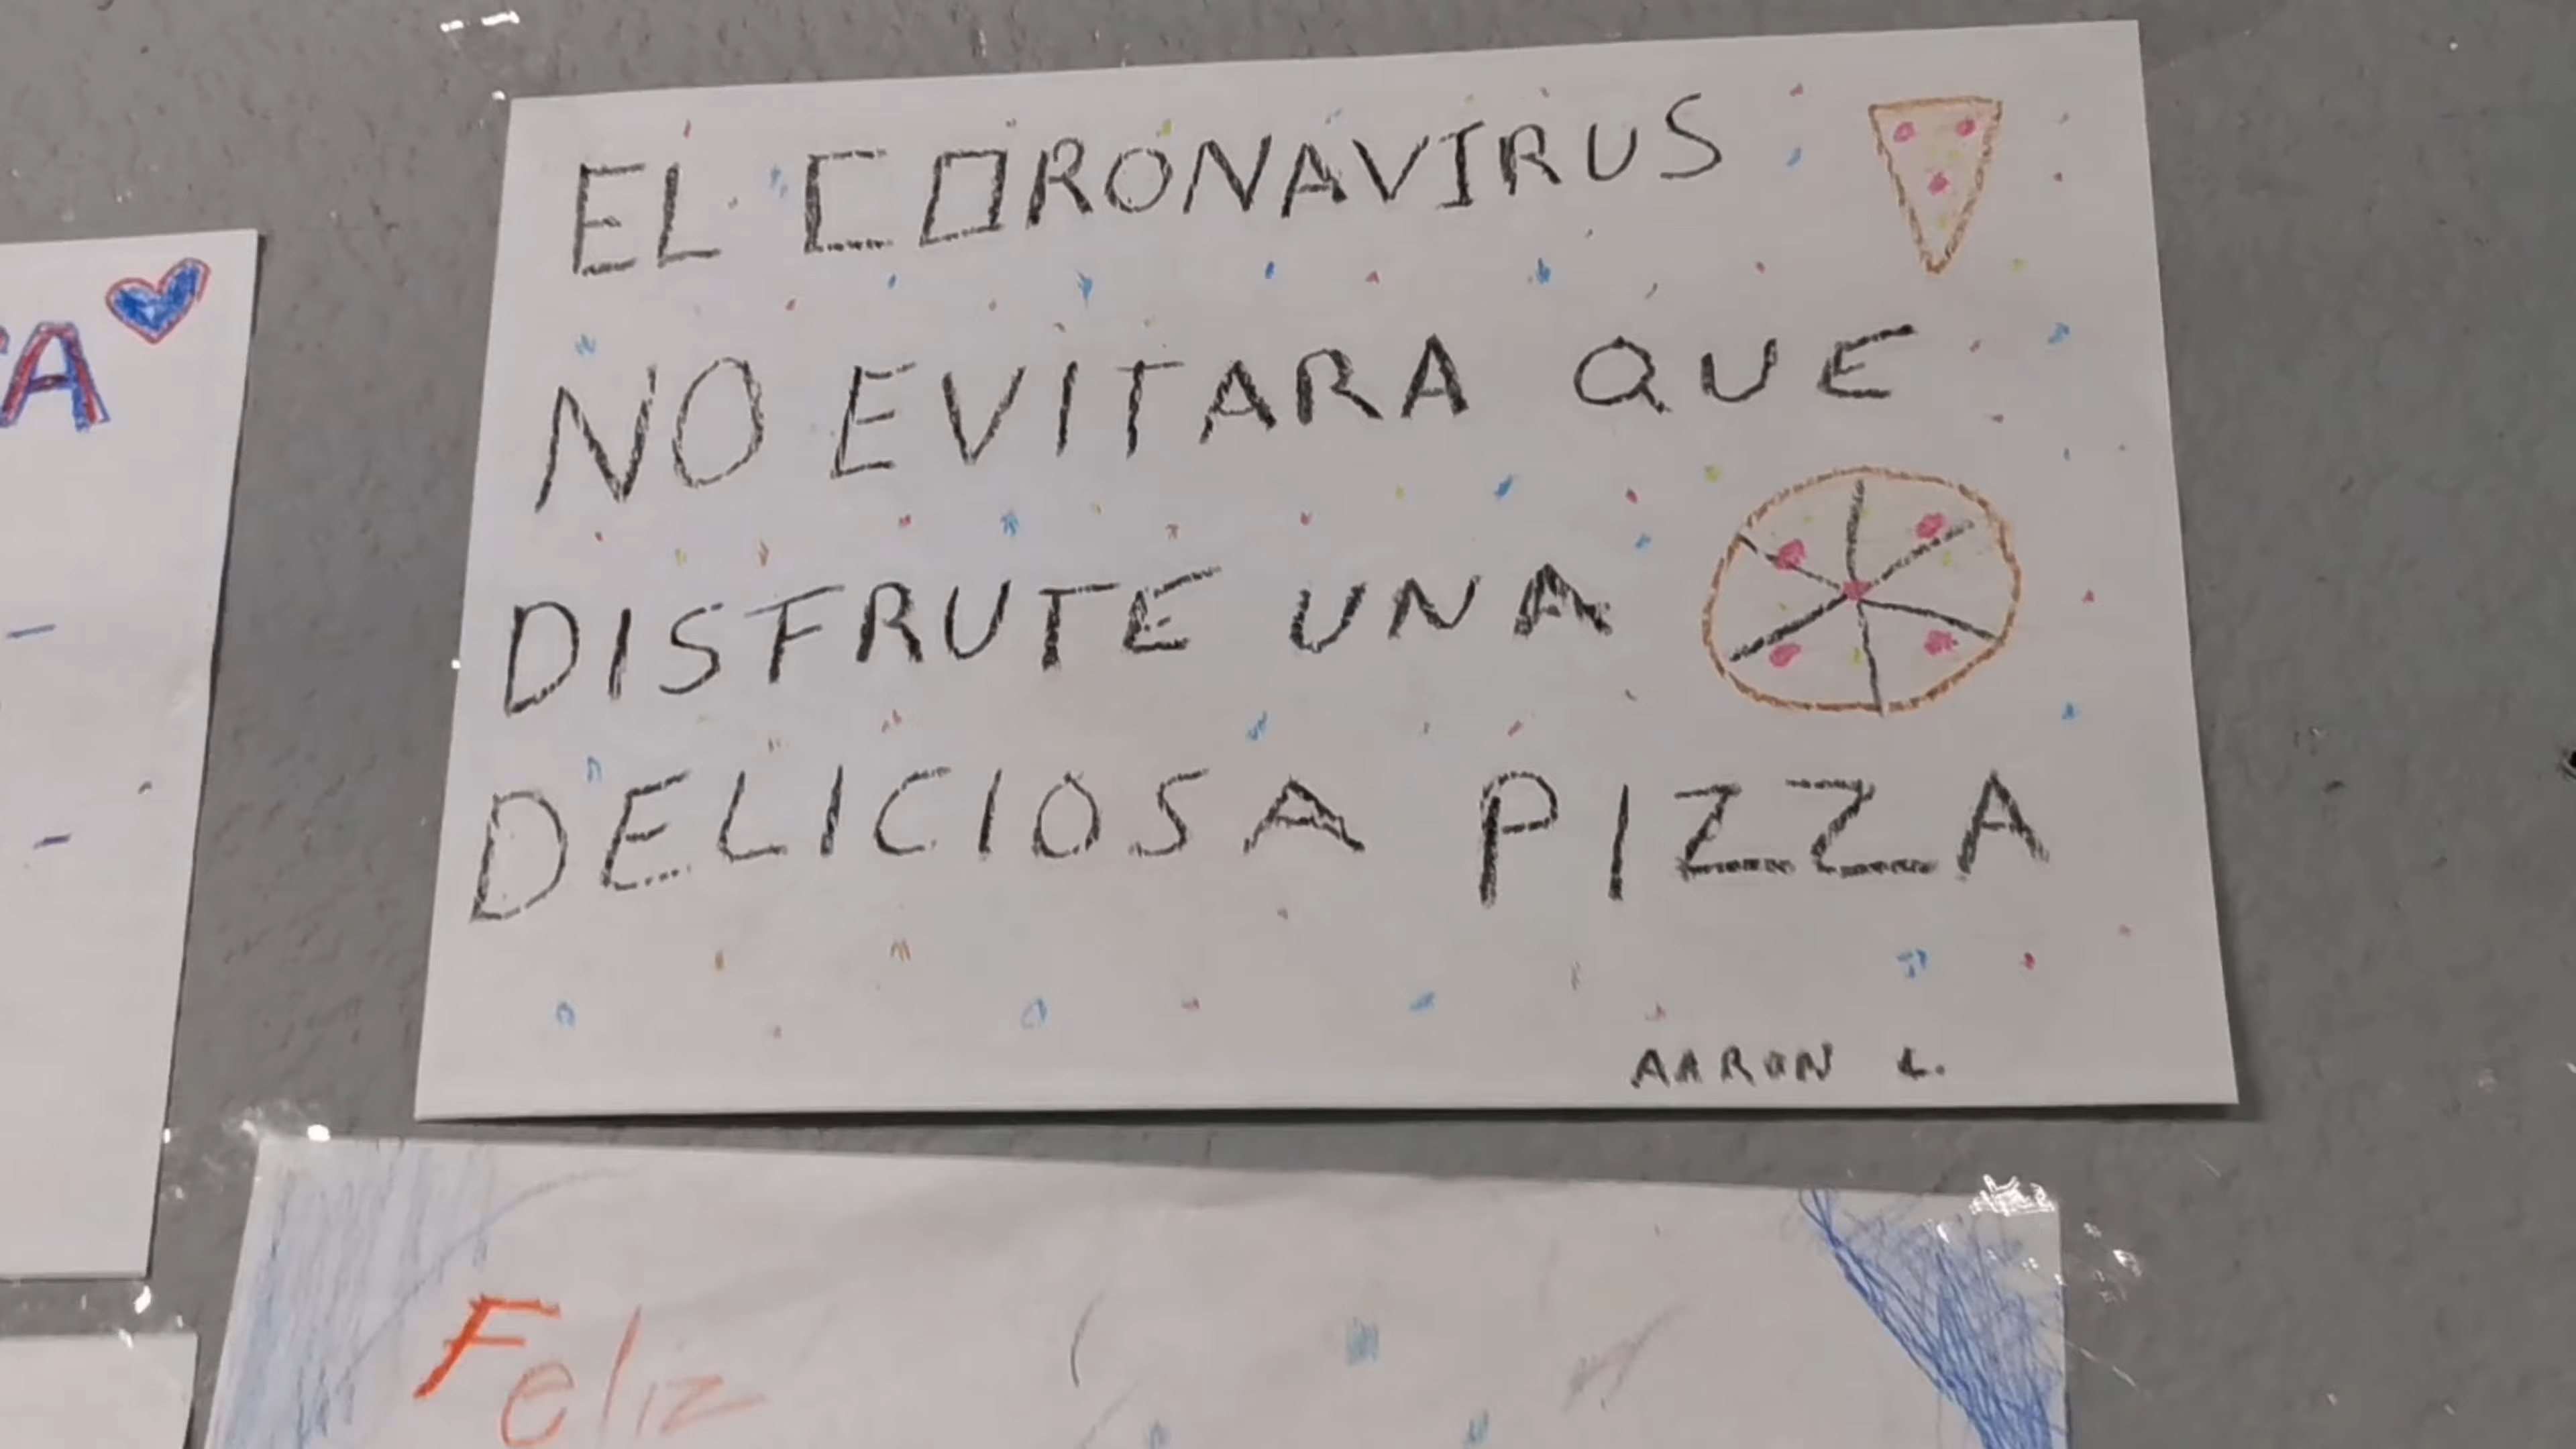 EL CORONAVIRUS
NO EVITARA QUE
DISFRUTE UNA
DELICIOSA PIZZA
AARON L.
Feliz